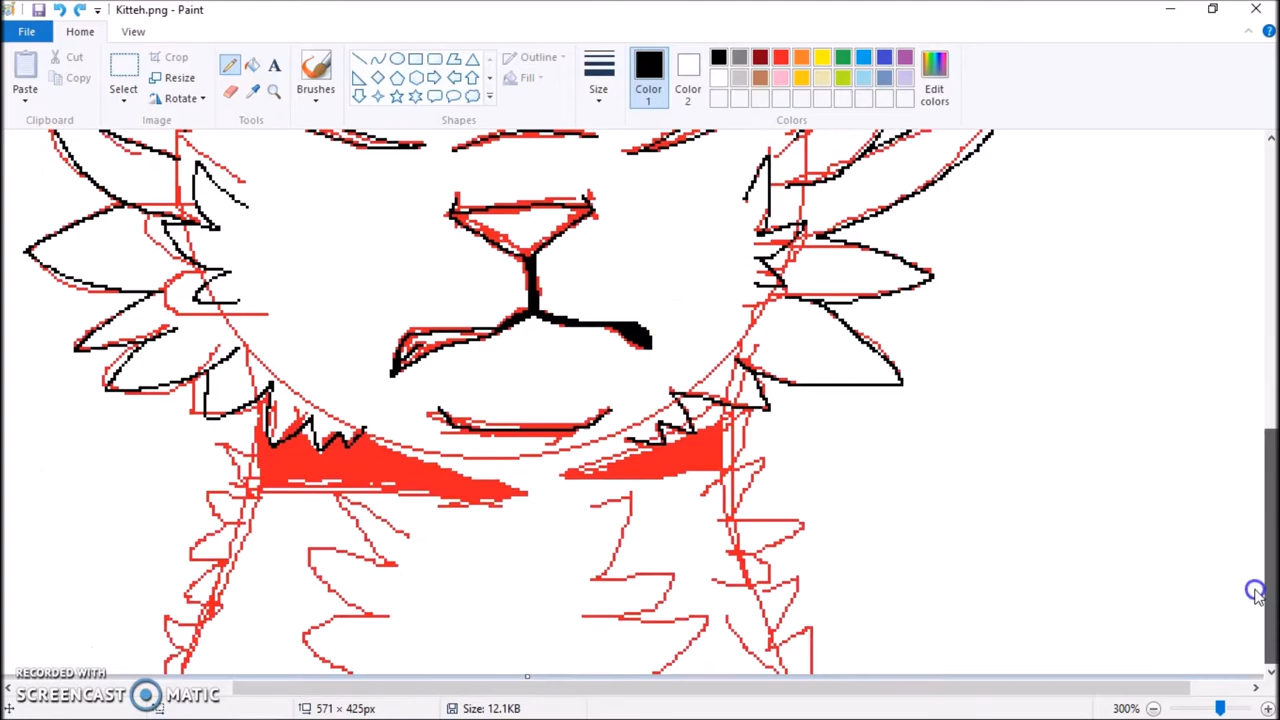 Kitteh.png - Paint
File Home View
Paste
Cut
Copy
Clipboard
Select
Crop
Resize
Rotate
Image
A
Tools
Brushes
Outline
Fill
Shapes
Size
Color 1
Color 2
Edit colors
Colors
RECORDED WITH
SCREENCAST MATIC
571 × 425px
Size: 12.1KB
300%